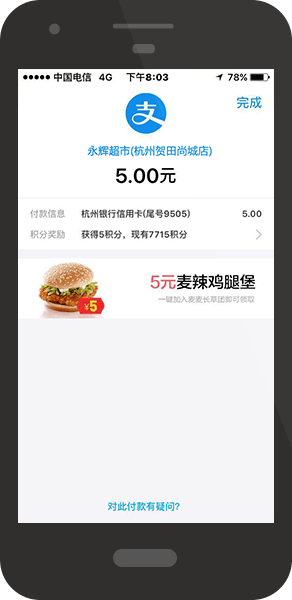 中国电信 4G 下午8:03 78%
支
完成
永辉超市(杭州贺田尚城店)
5.00元
付款信息 杭州银行信用卡(尾号9505) 5.00
积分奖励 获得5积分，现有7715积分
5元麦辣鸡腿堡
¥5
一键加入麦麦长草团即可领取
对此付款有疑问?